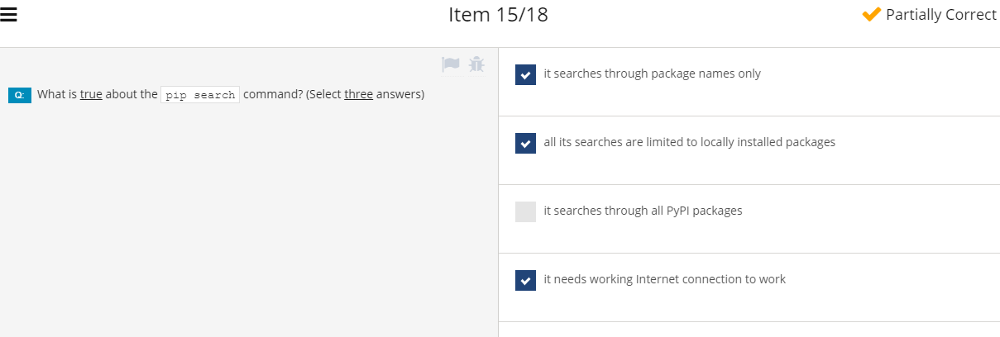 Item 15/18
Partially Correct
Q: What is true about the pip search command? (Select three answers)
it searches through package names only
all its searches are limited to locally installed packages
it searches through all PyPI packages
it needs working Internet connection to work